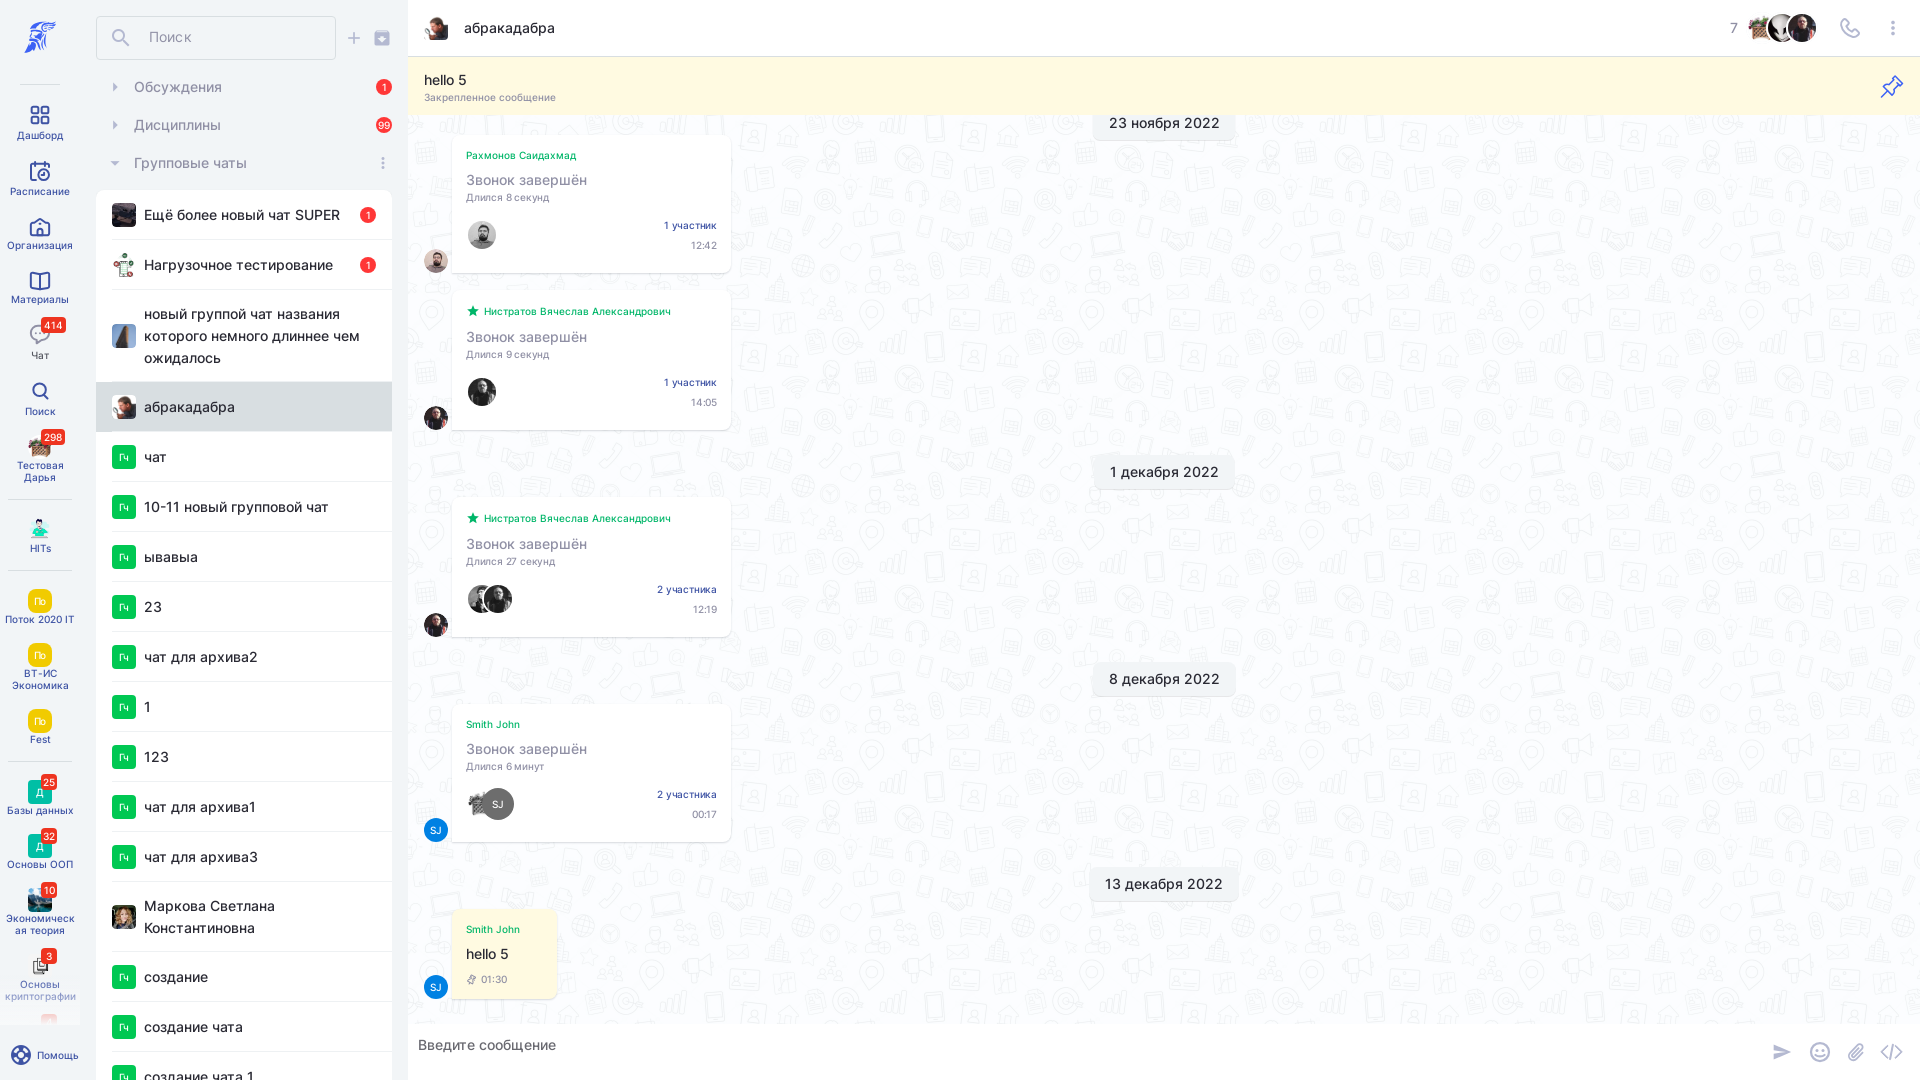 Дашборд
Расписание
Организация
Материалы
414
Чат
Поиск
298
Тестовая
Дарья
HITs
По
Поток 2020 IT
По
ВТ-ИС
Экономика
По
Fest
25
Д
Базы данных
32
Д
Основы ООП
10
Экономическ
ая теория
3
Основы
криптографии
Помощь
Поиск
Обсуждения
1
Дисциплины
99
Групповые чаты
Ещё более новый чат SUPER
1
Нагрузочное тестирование
1
новый группой чат названия
которого немного длиннее чем
ожидалось
абракадабра
Гч
чат
Гч
10-11 новый групповой чат
Гч
ывавыа
Гч
23
Гч
чат для архива2
Гч
1
Гч
123
Гч
чат для архива1
Гч
чат для архива3
Маркова Светлана
Константиновна
Гч
создание
Гч
создание чата
Гч
создание чата 1
абракадабра
7
hello 5
Закрепленное сообщение
23 ноября 2022
Рахмонов Саидахмад
Звонок завершён
Длился 8 секунд
1 участник
12:42
Нистратов Вячеслав Александрович
Звонок завершён
Длился 9 секунд
1 участник
14:05
1 декабря 2022
Нистратов Вячеслав Александрович
Звонок завершён
Длился 27 секунд
2 участника
12:19
8 декабря 2022
Smith John
Звонок завершён
Длился 6 минут
SJ
2 участника
00:17
SJ
13 декабря 2022
Smith John
hello 5
01:30
SJ
Введите сообщение